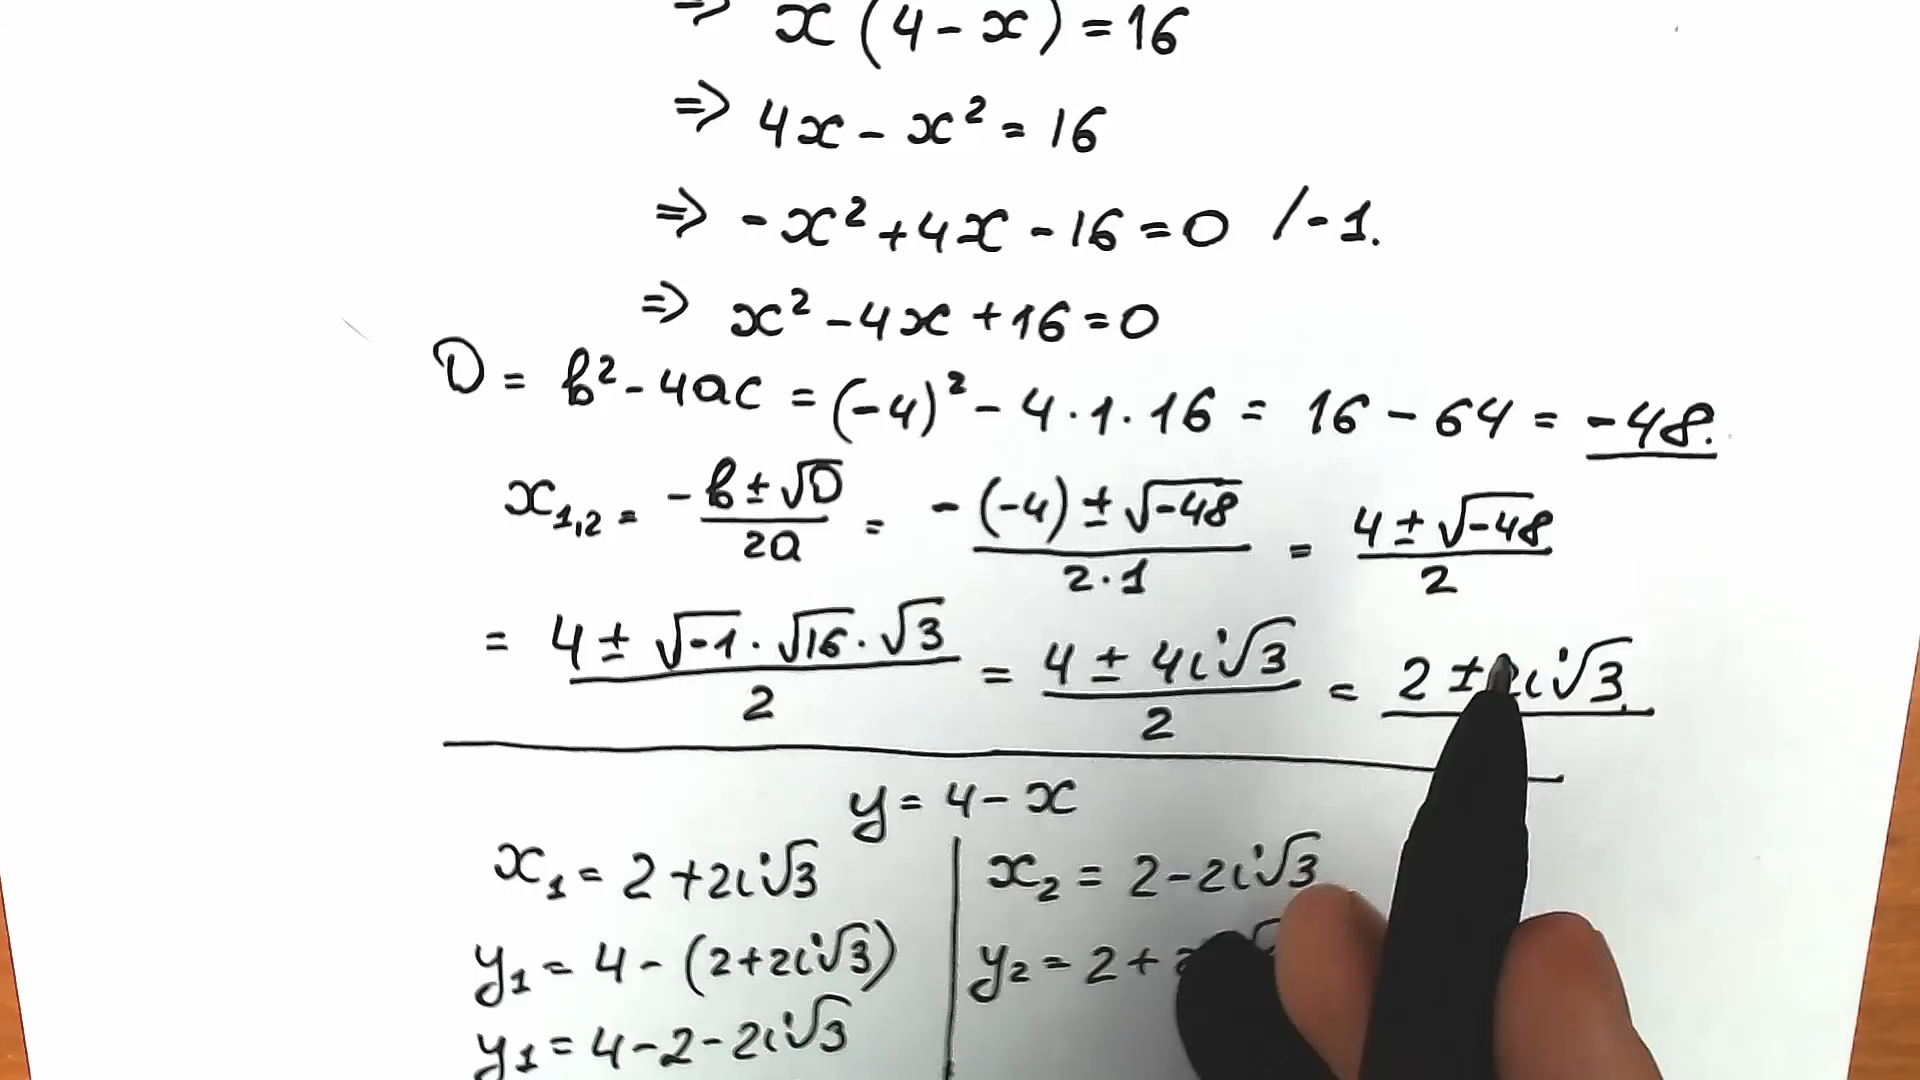 => x(4-x)=16
=> 4x-x²=16
=> -x²+4x-16=0 /-1.
=> x²-4x+16=0
D = b²-4ac = (-4)²-4·1·16 = 16-64 = -48.
x₁,₂ = (-b±√D)/2a = (-(-4)±√-48)/2·1 = (4±√-48)/2
= (4±√-1·√16·√3)/2 = (4±4i√3)/2 = 2±2i√3.
y=4-x
x₁=2+2i√3
y₁=4-(2+2i√3)
y₁=4-2-2i√3
x₂=2-2i√3
y₂=2+